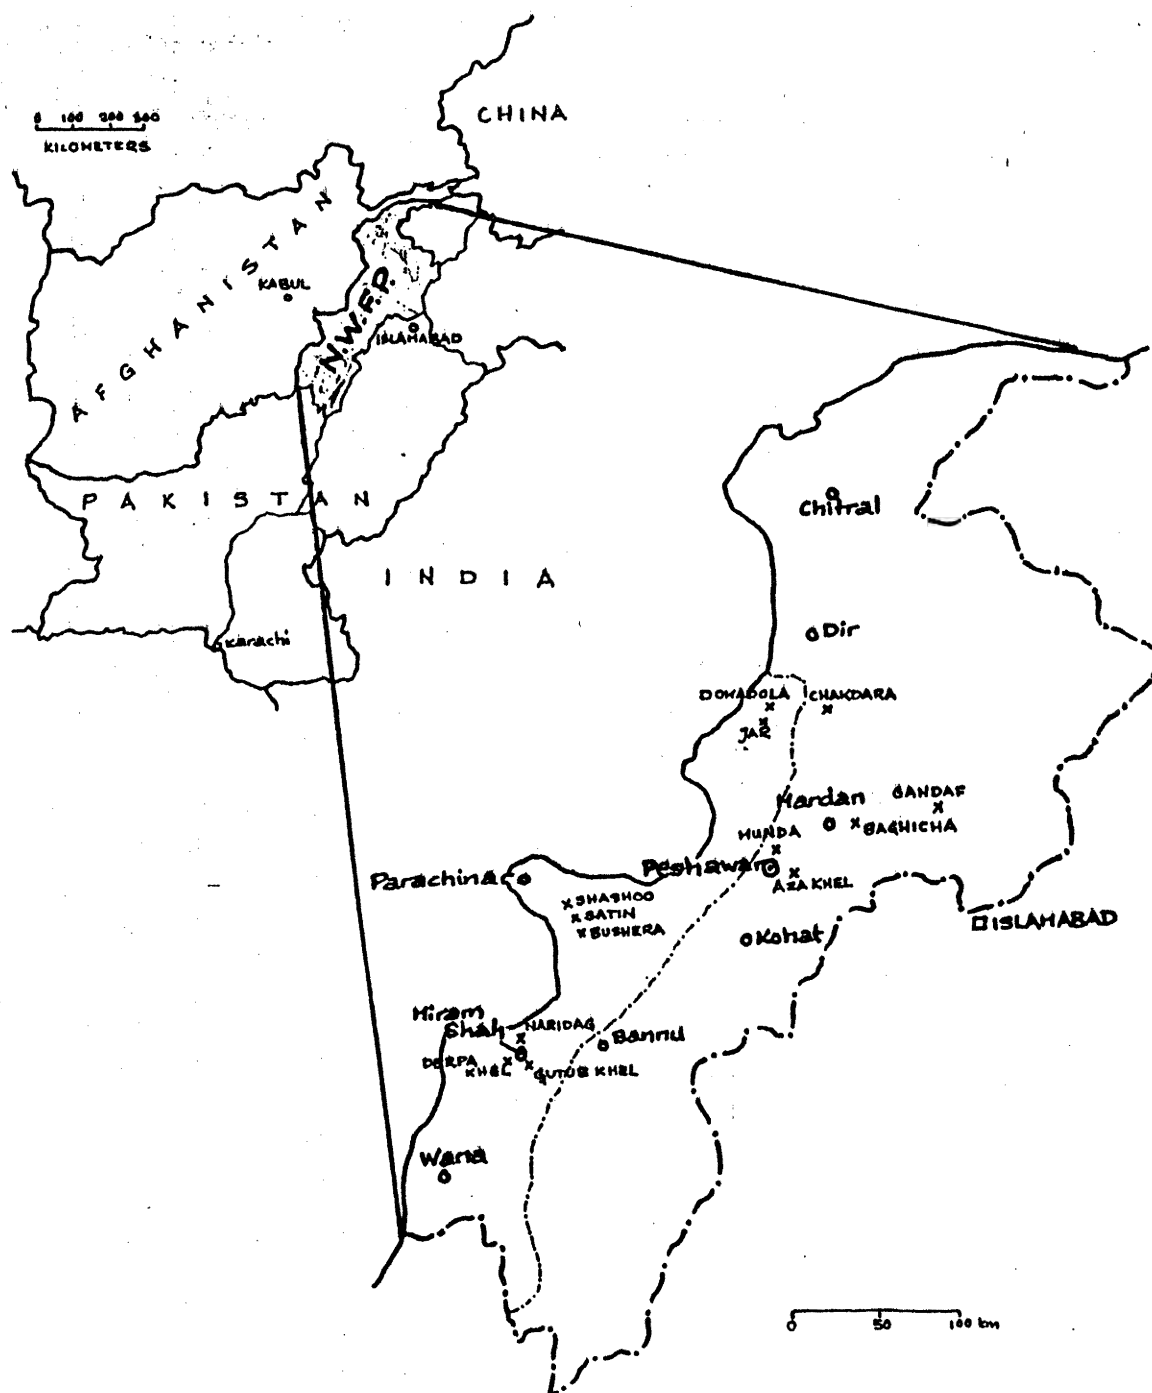 CHINA
0 100 200 300
KILOMETERS
AFGHANISTAN
KABUL
N.W.F.P.
ISLAMABAD
PAKISTAN
INDIA
Karachi
Chitral
Dir
DOHADOLA
CHAKDARA
JAR
Mardan
GANDAF
MUNDA
BAGHICHA
Peshawar
Parachinar
AZA KHEL
SHASHOO
SATIN
BUSHERA
ISLAMABAD
Kohat
Miram
Shah
NARIDAG
Bannu
DERPA
KHEL
QUTUB KHEL
Wana
0 50 100 km